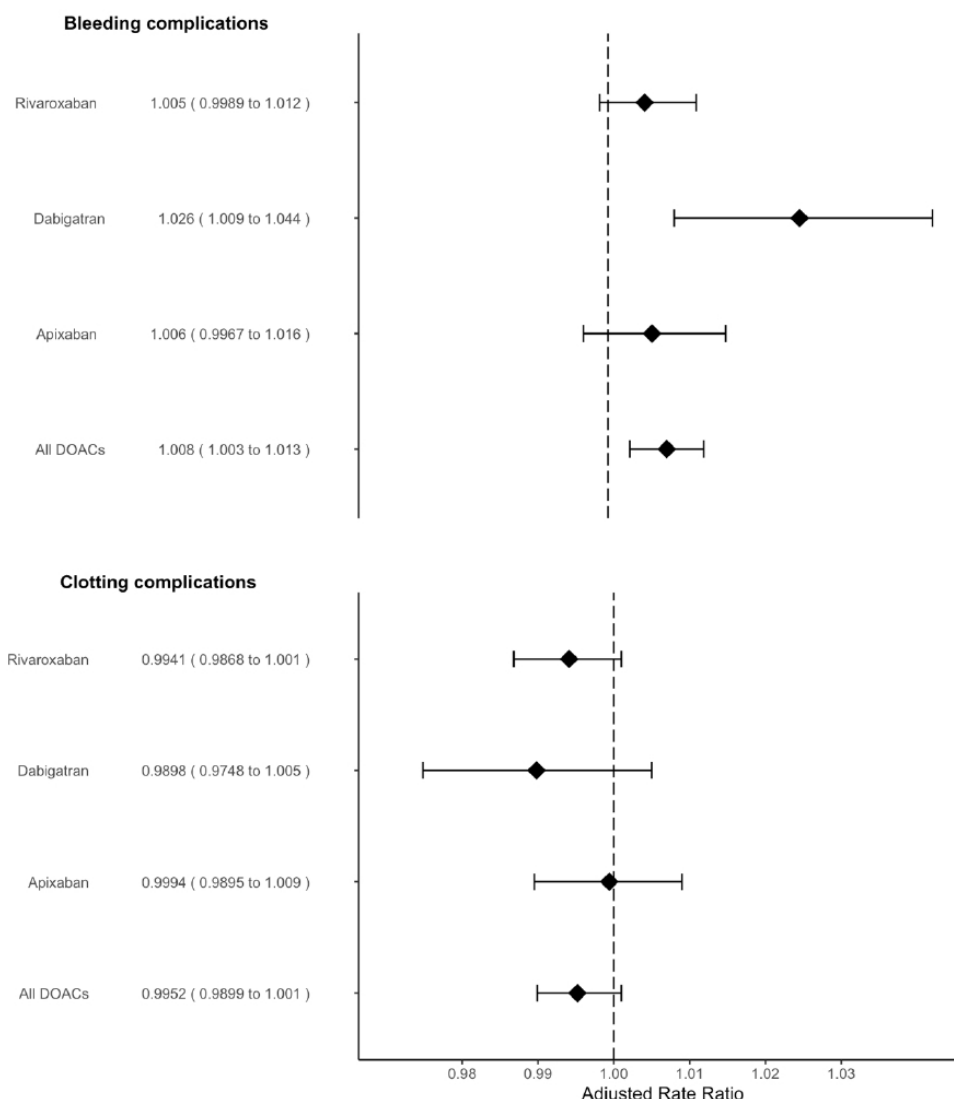 Bleeding complications
Rivaroxaban 1.005 ( 0.9989 to 1.012 )
Dabigatran 1.026 ( 1.009 to 1.044 )
Apixaban 1.006 ( 0.9967 to 1.016 )
All DOACs 1.008 ( 1.003 to 1.013 )
Clotting complications
Rivaroxaban 0.9941 ( 0.9868 to 1.001 )
Dabigatran 0.9898 ( 0.9748 to 1.005 )
Apixaban 0.9994 ( 0.9895 to 1.009 )
All DOACs 0.9952 ( 0.9899 to 1.001 )
0.98 0.99 1.00 1.01 1.02 1.03
Adjusted Rate Ratio